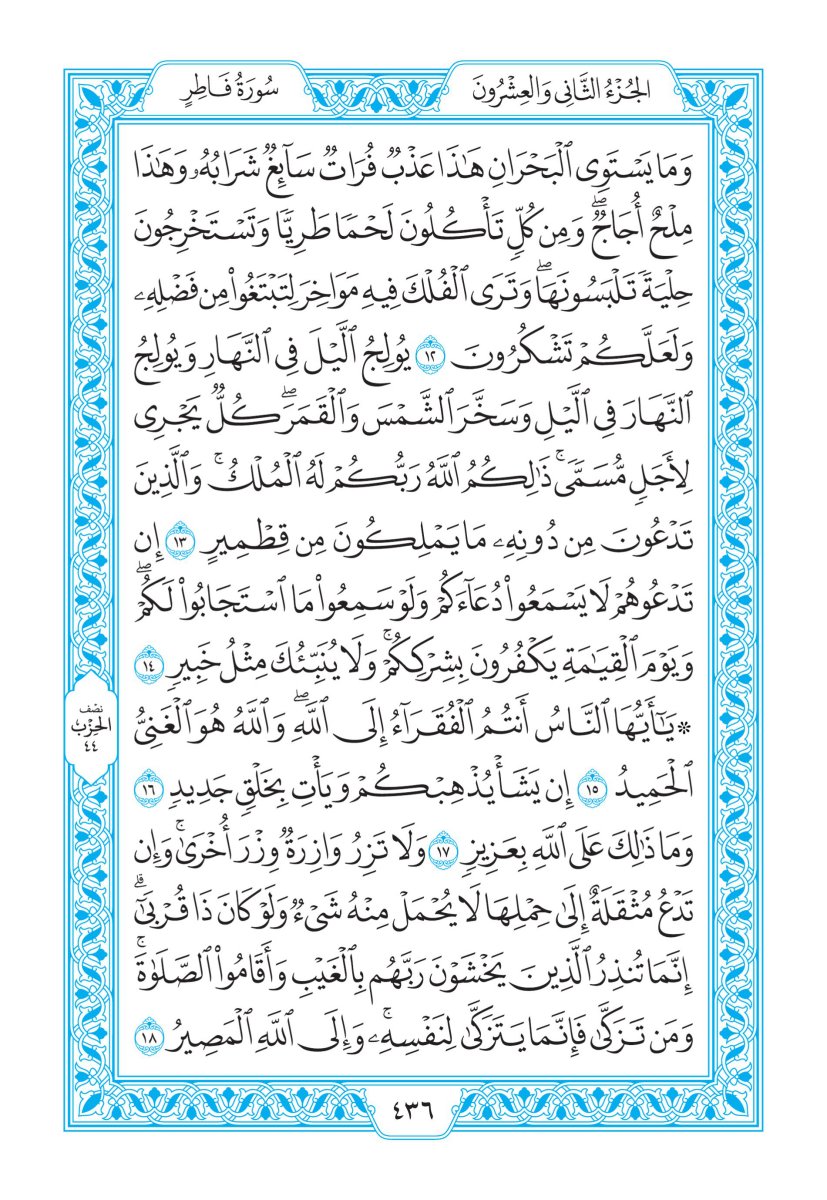 الجُزْءُ الثَّانِي وَالعِشْرُونَ
سُورَةُ فَاطِرٍ
وَمَا يَسْتَوِى ٱلْبَحْرَانِ هَٰذَا عَذْبٌ فُرَاتٌ سَآئِغٌ شَرَابُهُۥ وَهَٰذَا
مِلْحٌ أُجَاجٌ ۖ وَمِن كُلٍّ تَأْكُلُونَ لَحْمًا طَرِيًّا وَتَسْتَخْرِجُونَ
حِلْيَةً تَلْبَسُونَهَا ۖ وَتَرَى ٱلْفُلْكَ فِيهِ مَوَاخِرَ لِتَبْتَغُوا۟ مِن فَضْلِهِۦ
وَلَعَلَّكُمْ تَشْكُرُونَ ١٢ يُولِجُ ٱلَّيْلَ فِى ٱلنَّهَارِ وَيُولِجُ
ٱلنَّهَارَ فِى ٱلَّيْلِ وَسَخَّرَ ٱلشَّمْسَ وَٱلْقَمَرَ ۖ كُلٌّ يَجْرِى
لِأَجَلٍ مُّسَمًّى ۚ ذَٰلِكُمُ ٱللَّهُ رَبُّكُمْ لَهُ ٱلْمُلْكُ ۚ وَٱلَّذِينَ
تَدْعُونَ مِن دُونِهِۦ مَا يَمْلِكُونَ مِن قِطْمِيرٍ ١٣ إِن
تَدْعُوهُمْ لَا يَسْمَعُوا۟ دُعَآءَكُمْ وَلَوْ سَمِعُوا۟ مَا ٱسْتَجَابُوا۟ لَكُمْ ۖ
وَيَوْمَ ٱلْقِيَٰمَةِ يَكْفُرُونَ بِشِرْكِكُمْ ۚ وَلَا يُنَبِّئُكَ مِثْلُ خَبِيرٍ ١٤
۞ يَٰٓأَيُّهَا ٱلنَّاسُ أَنتُمُ ٱلْفُقَرَآءُ إِلَى ٱللَّهِ ۖ وَٱللَّهُ هُوَ ٱلْغَنِىُّ
نصْف
الحِزْب
٤٤
ٱلْحَمِيدُ ١٥ إِن يَشَأْ يُذْهِبْكُمْ وَيَأْتِ بِخَلْقٍ جَدِيدٍ ١٦
وَمَا ذَٰلِكَ عَلَى ٱللَّهِ بِعَزِيزٍ ١٧ وَلَا تَزِرُ وَازِرَةٌ وِزْرَ أُخْرَىٰ ۚ وَإِن
تَدْعُ مُثْقَلَةٌ إِلَىٰ حِمْلِهَا لَا يُحْمَلْ مِنْهُ شَىْءٌ وَلَوْ كَانَ ذَا قُرْبَىٰٓ ۗ
إِنَّمَا تُنذِرُ ٱلَّذِينَ يَخْشَوْنَ رَبَّهُم بِٱلْغَيْبِ وَأَقَامُوا۟ ٱلصَّلَوٰةَ ۚ
وَمَن تَزَكَّىٰ فَإِنَّمَا يَتَزَكَّىٰ لِنَفْسِهِۦ ۚ وَإِلَى ٱللَّهِ ٱلْمَصِيرُ ١٨
٤٣٦